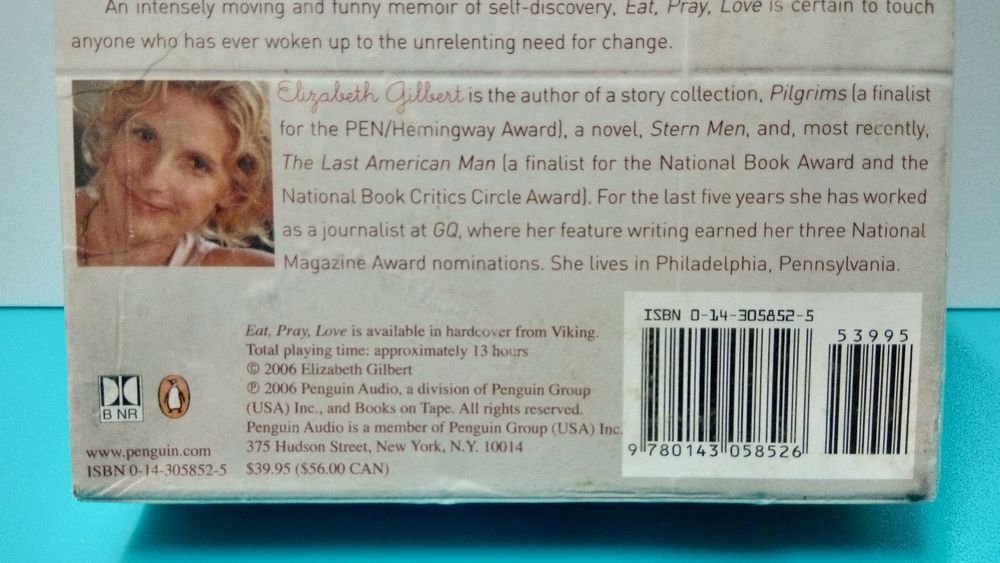 An intensely moving and funny memoir of self-discovery, Eat, Pray, Love is certain to touch
anyone who has ever woken up to the unrelenting need for change.
Elizabeth Gilbert is the author of a story collection, Pilgrims (a finalist
for the PEN/Hemingway Award), a novel, Stern Men, and, most recently,
The Last American Man (a finalist for the National Book Award and the
National Book Critics Circle Award). For the last five years she has worked
as a journalist at GQ, where her feature writing earned her three National
Magazine Award nominations. She lives in Philadelphia, Pennsylvania.
Eat, Pray, Love is available in hardcover from Viking.
Total playing time: approximately 13 hours
© 2006 Elizabeth Gilbert
℗ 2006 Penguin Audio, a division of Penguin Group
(USA) Inc., and Books on Tape. All rights reserved.
Penguin Audio is a member of Penguin Group (USA) Inc.
375 Hudson Street, New York, N.Y. 10014
$39.95 ($56.00 CAN)
B NR
www.penguin.com
ISBN 0-14-305852-5
ISBN 0-14-305852-5
53995
9 780143 058526